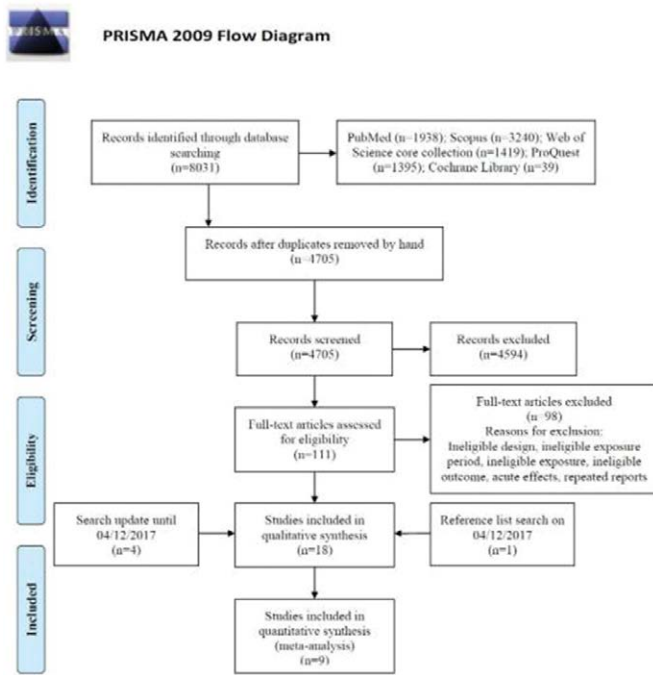 PRISMA
PRISMA 2009 Flow Diagram
Identification
Records identified through database
searching
(n=8031)
PubMed (n=1938); Scopus (n=3240); Web of
Science core collection (n=1419); ProQuest
(n=1395); Cochrane Library (n=39)
Records after duplicates removed by hand
(n=4705)
Screening
Records screened
(n=4705)
Records excluded
(n=4594)
Eligibility
Full-text articles assessed
for eligibility
(n=111)
Full-text articles excluded
(n=98)
Reasons for exclusion:
Ineligible design, ineligible exposure
period, ineligible exposure, ineligible
outcome, acute effects, repeated reports
Search update until
04/12/2017
(n=4)
Studies included in
qualitative synthesis
(n=18)
Reference list search on
04/12/2017
(n=1)
Included
Studies included in
quantitative synthesis
(meta-analysis)
(n=9)